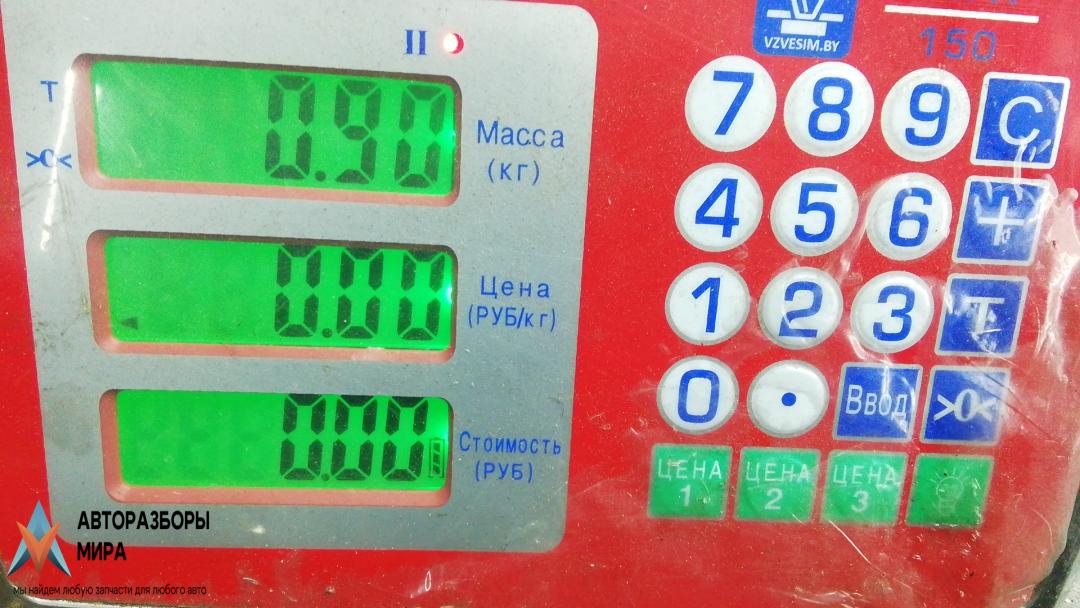 II
T
0.90
Масса
(кг)
>0<
0.00
Цена
(РУБ/кг)
0.00
Стоимость
(РУБ)
VZVESIM.BY
150
7 8 9 C
4 5 6 +
1 2 3 T
0 . Ввод >0<
ЦЕНА 1
ЦЕНА 2
ЦЕНА 3
АВТОРАЗБОРЫ
МИРА
мы найдем любую запчасти для любого авто